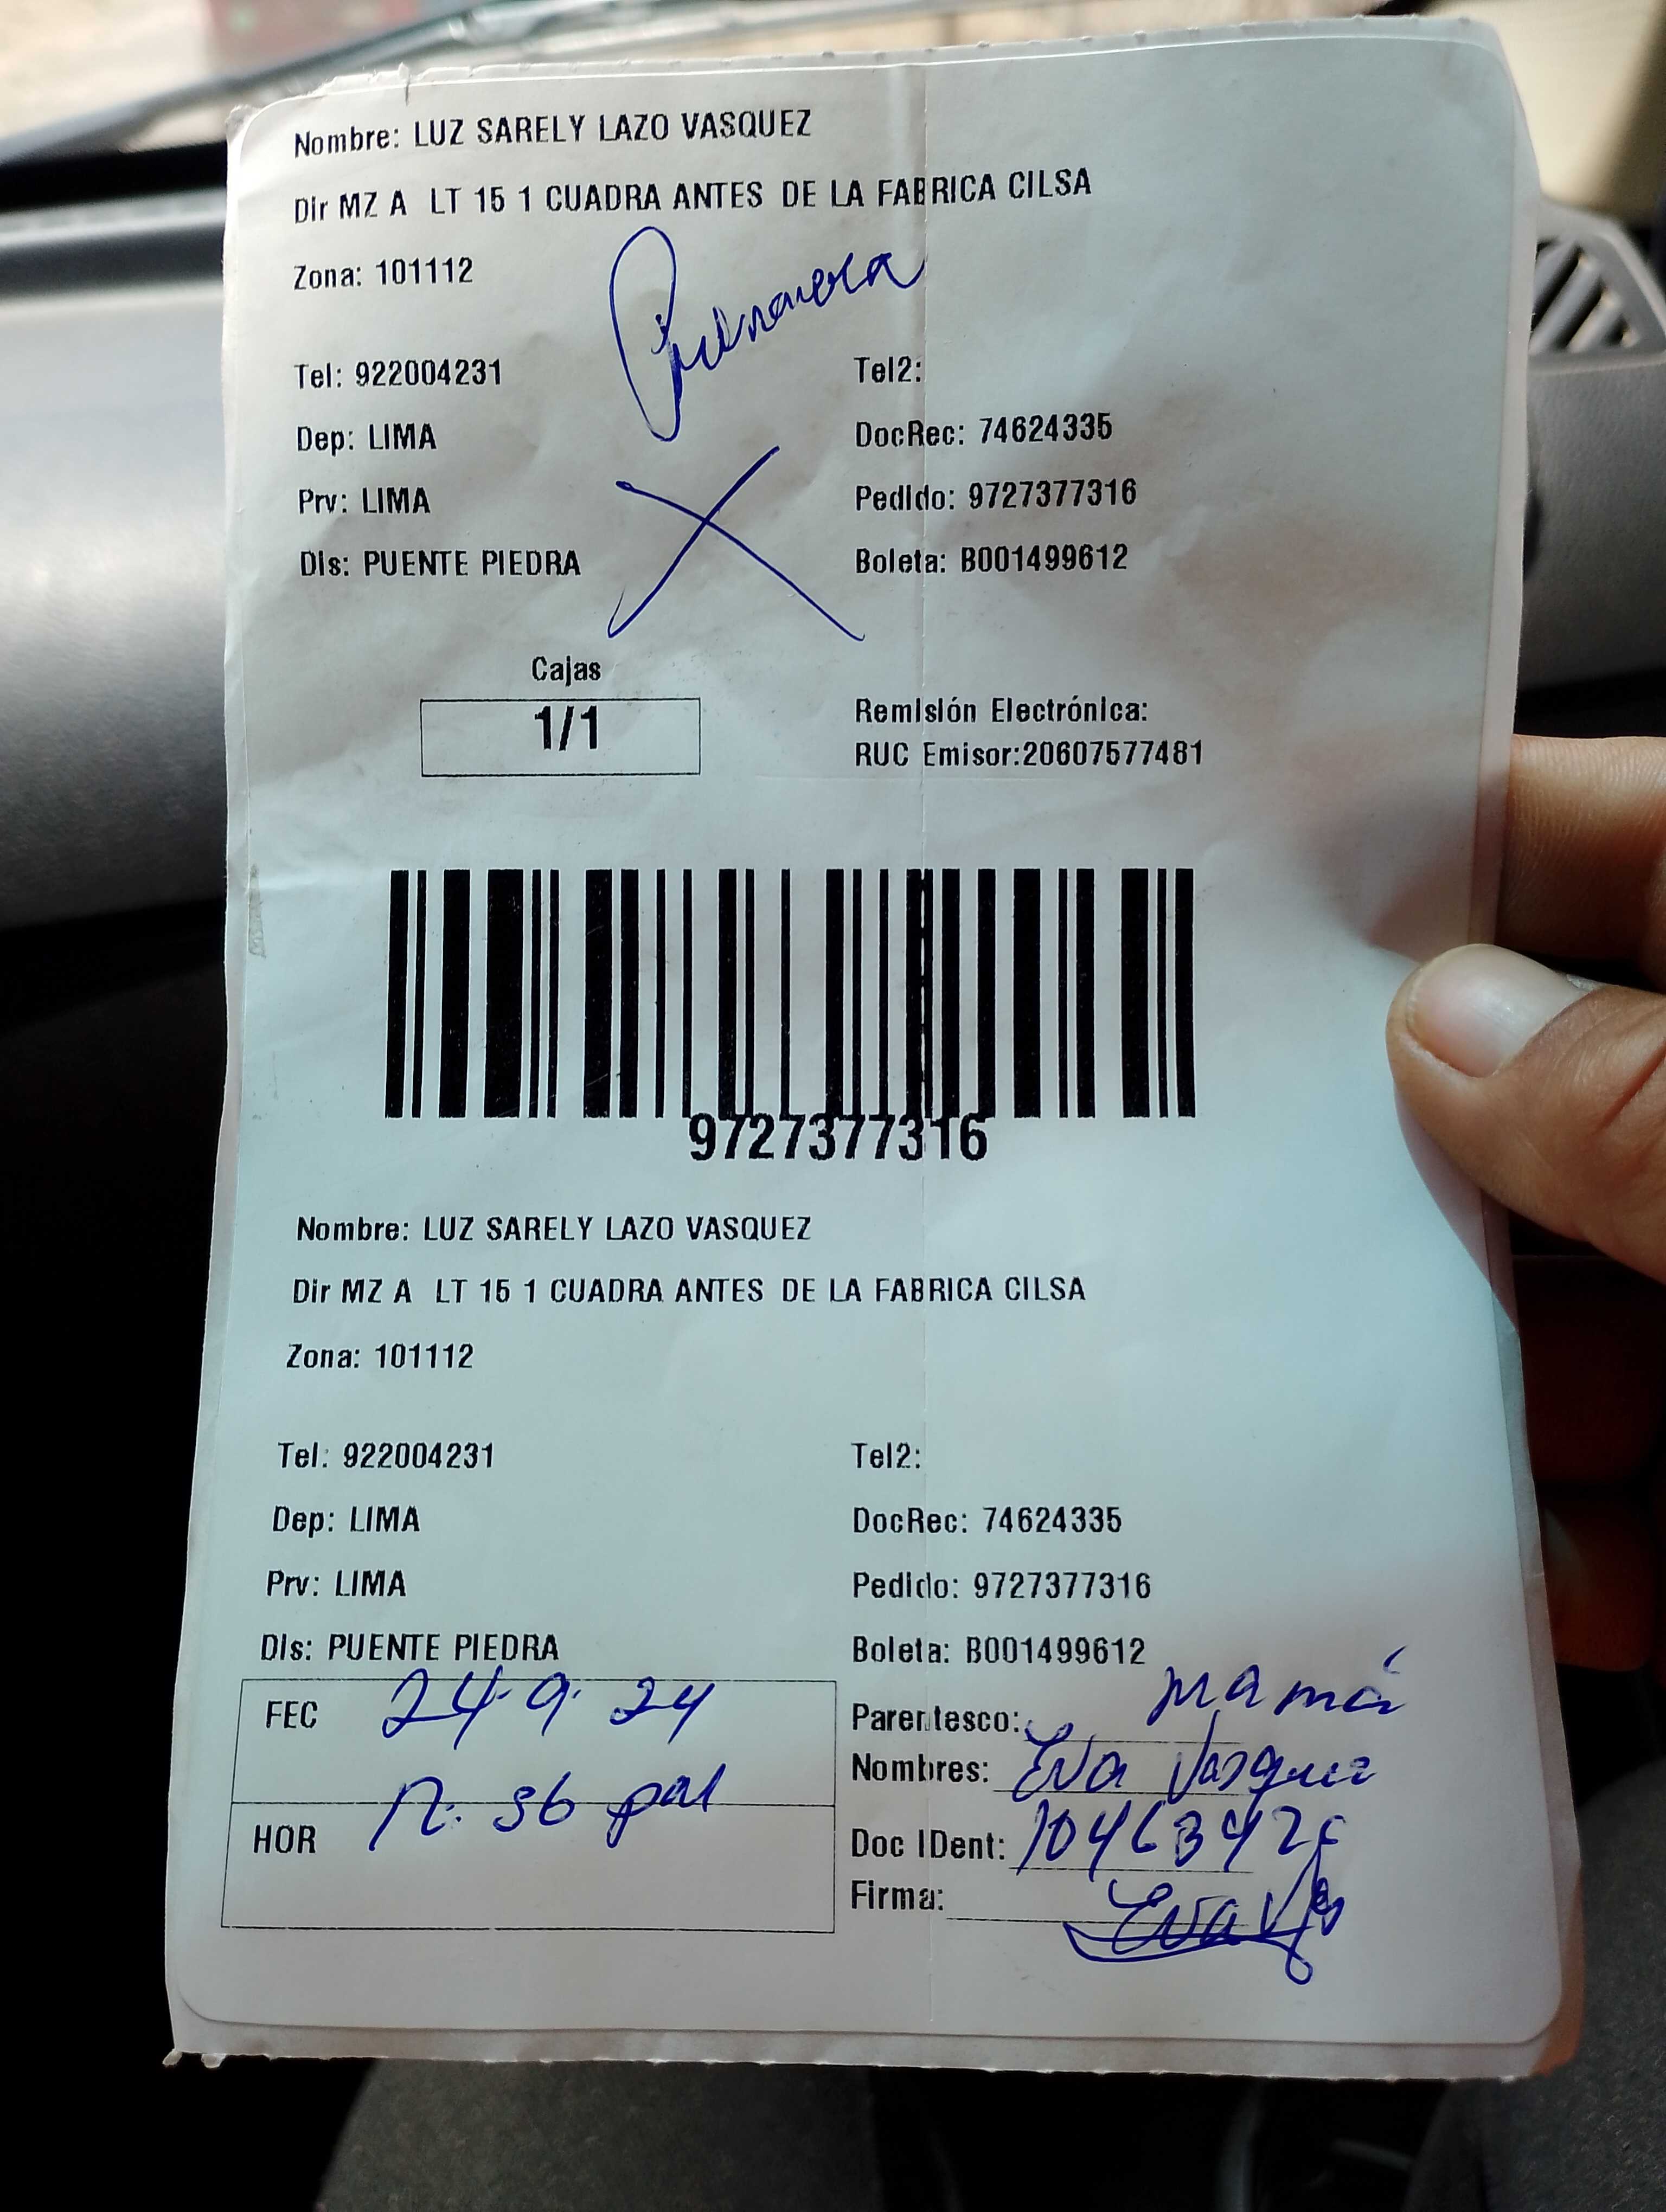 Nombre: LUZ SARELY LAZO VASQUEZ
Dir MZ A LT 15 1 CUADRA ANTES DE LA FABRICA CILSA
Zona: 101112
Primavera
Tel: 922004231 Tel2:
Dep: LIMA DocRec: 74624335
Prv: LIMA Pedido: 9727377316
Dis: PUENTE PIEDRA Boleta: B001499612
Cajas
1/1
Remisión Electrónica:
RUC Emisor:20607577481
9727377316
Nombre: LUZ SARELY LAZO VASQUEZ
Dir MZ A LT 15 1 CUADRA ANTES DE LA FABRICA CILSA
Zona: 101112
Tel: 922004231 Tel2:
Dep: LIMA DocRec: 74624335
Prv: LIMA Pedido: 9727377316
Dis: PUENTE PIEDRA Boleta: B001499612
FEC 24.9.24
HOR
Parentesco: mamá
Nombres: Eva Vasquez
Doc IDent:
Firma: Eva